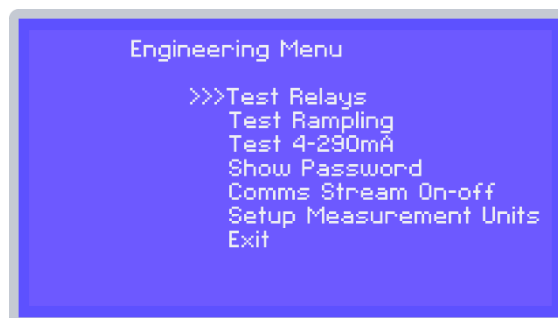 Engineering Menu
>>>Test Relays
Test Rampling
Test 4-290mA
Show Password
Comms Stream On-off
Setup Measurement Units
Exit